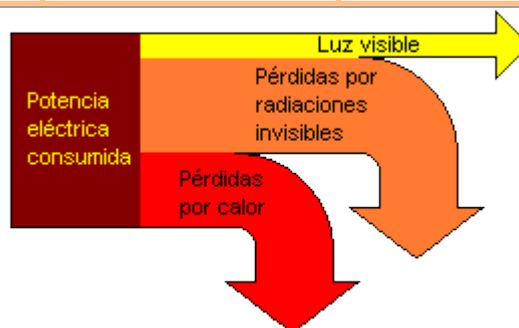 Luz visible
Potencia
eléctrica
consumida
Pérdidas por
radiaciones
invisibles
Pérdidas
por calor